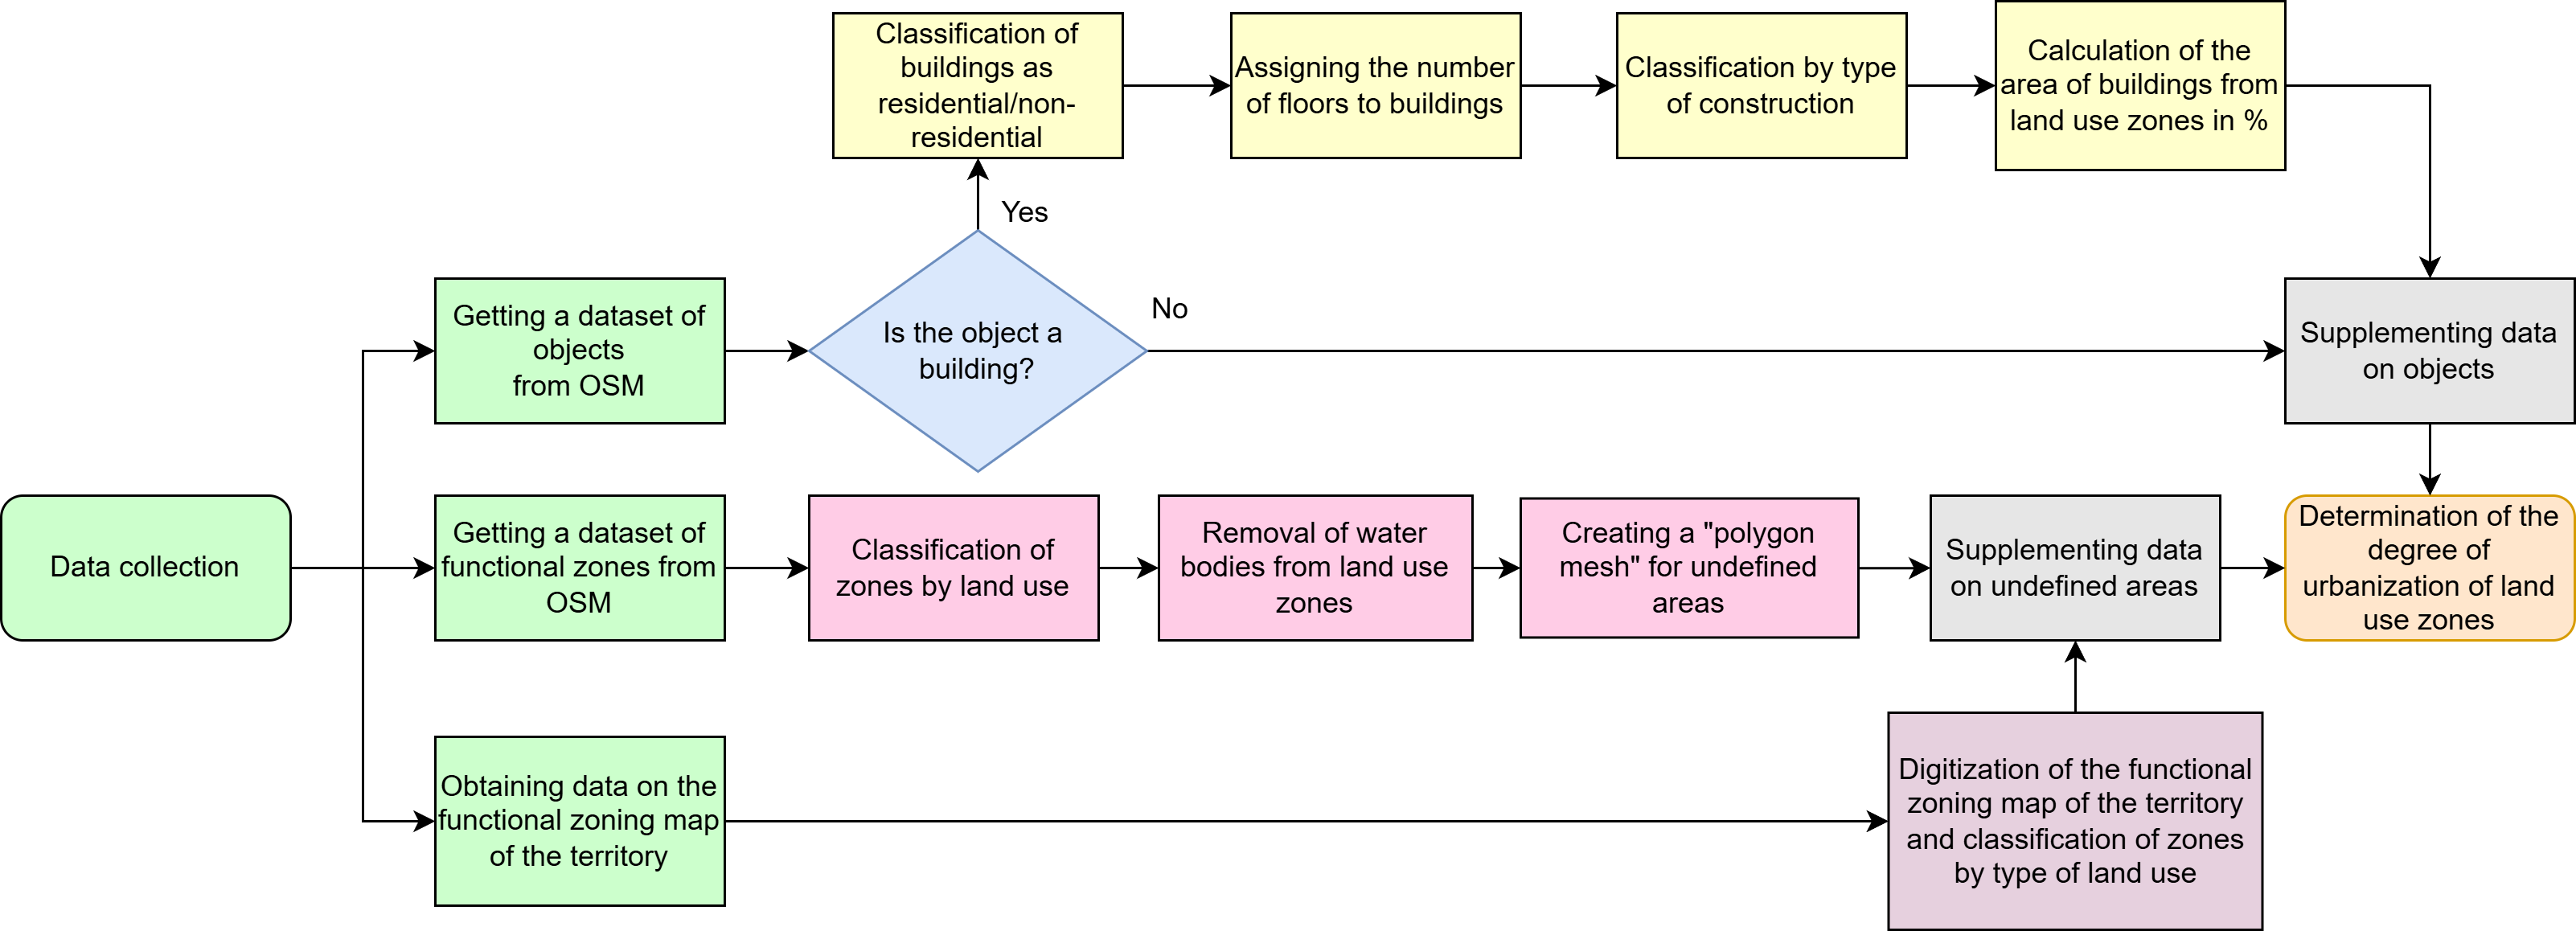 Classification of
buildings as
residential/non-
residential
Assigning the number
of floors to buildings
Classification by type
of construction
Calculation of the
area of buildings from
land use zones in %
Yes
No
Getting a dataset of
objects
from OSM
Is the object a
building?
Supplementing data
on objects
Data collection
Getting a dataset of
functional zones from
OSM
Classification of
zones by land use
Removal of water
bodies from land use
zones
Creating a "polygon
mesh" for undefined
areas
Supplementing data
on undefined areas
Determination of the
degree of
urbanization of land
use zones
Obtaining data on the
functional zoning map
of the territory
Digitization of the functional
zoning map of the territory
and classification of zones
by type of land use